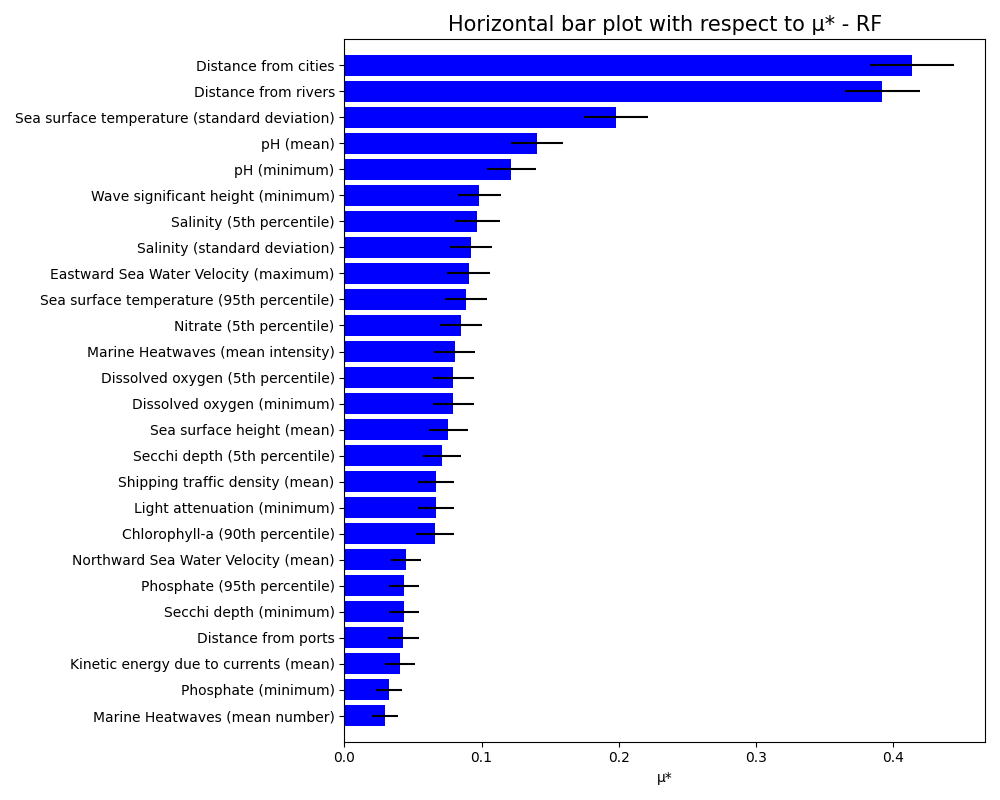 Horizontal bar plot with respect to μ* - RF
Distance from cities
Distance from rivers
Sea surface temperature (standard deviation)
pH (mean)
pH (minimum)
Wave significant height (minimum)
Salinity (5th percentile)
Salinity (standard deviation)
Eastward Sea Water Velocity (maximum)
Sea surface temperature (95th percentile)
Nitrate (5th percentile)
Marine Heatwaves (mean intensity)
Dissolved oxygen (5th percentile)
Dissolved oxygen (minimum)
Sea surface height (mean)
Secchi depth (5th percentile)
Shipping traffic density (mean)
Light attenuation (minimum)
Chlorophyll-a (90th percentile)
Northward Sea Water Velocity (mean)
Phosphate (95th percentile)
Secchi depth (minimum)
Distance from ports
Kinetic energy due to currents (mean)
Phosphate (minimum)
Marine Heatwaves (mean number)
0.0 0.1 0.2 0.3 0.4
μ*